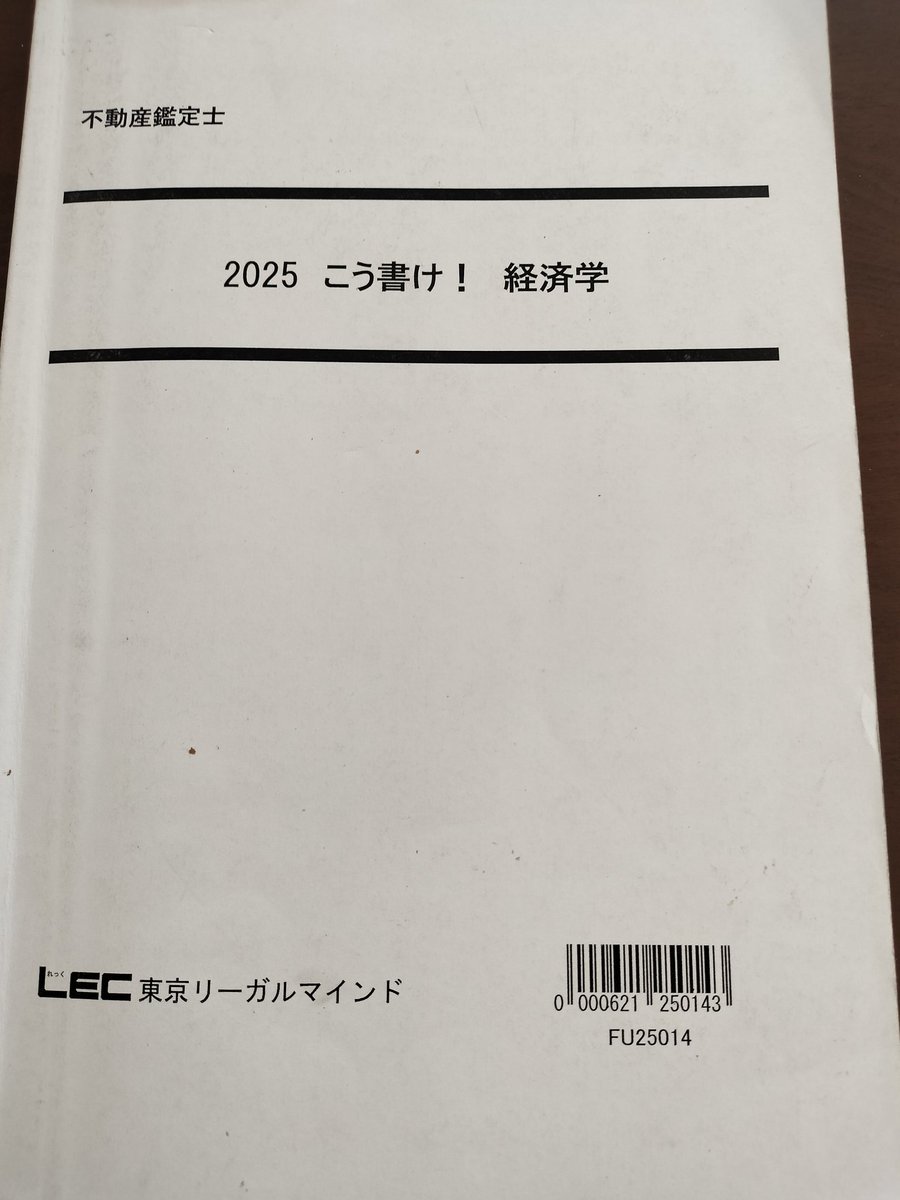 不動産鑑定士
2025 こう書け! 経済学
れっく
LEC東京リーガルマインド
0 000621 250143
FU25014